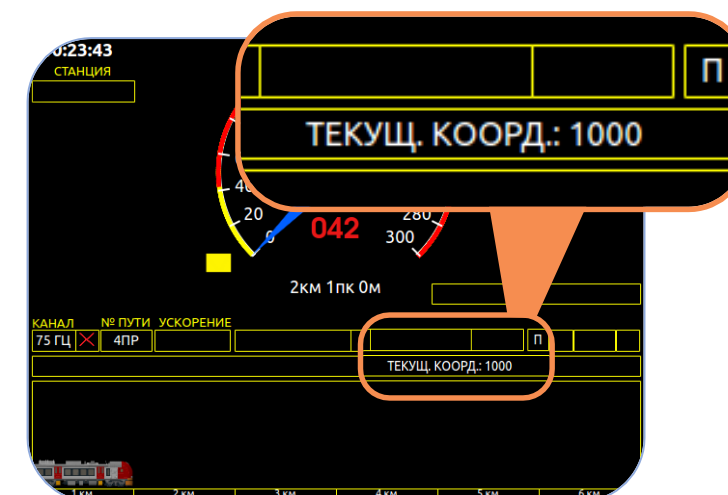 :23:43
СТАНЦИЯ
П
ТЕКУЩ. КООРД.: 1000
40
20
0
042
280
300
2км 1пк 0м
КАНАЛ № ПУТИ УСКОРЕНИЕ
75 ГЦ 4ПР П
ТЕКУЩ. КООРД.: 1000
1 км 2 км 3 км 4 км 5 км 6 км